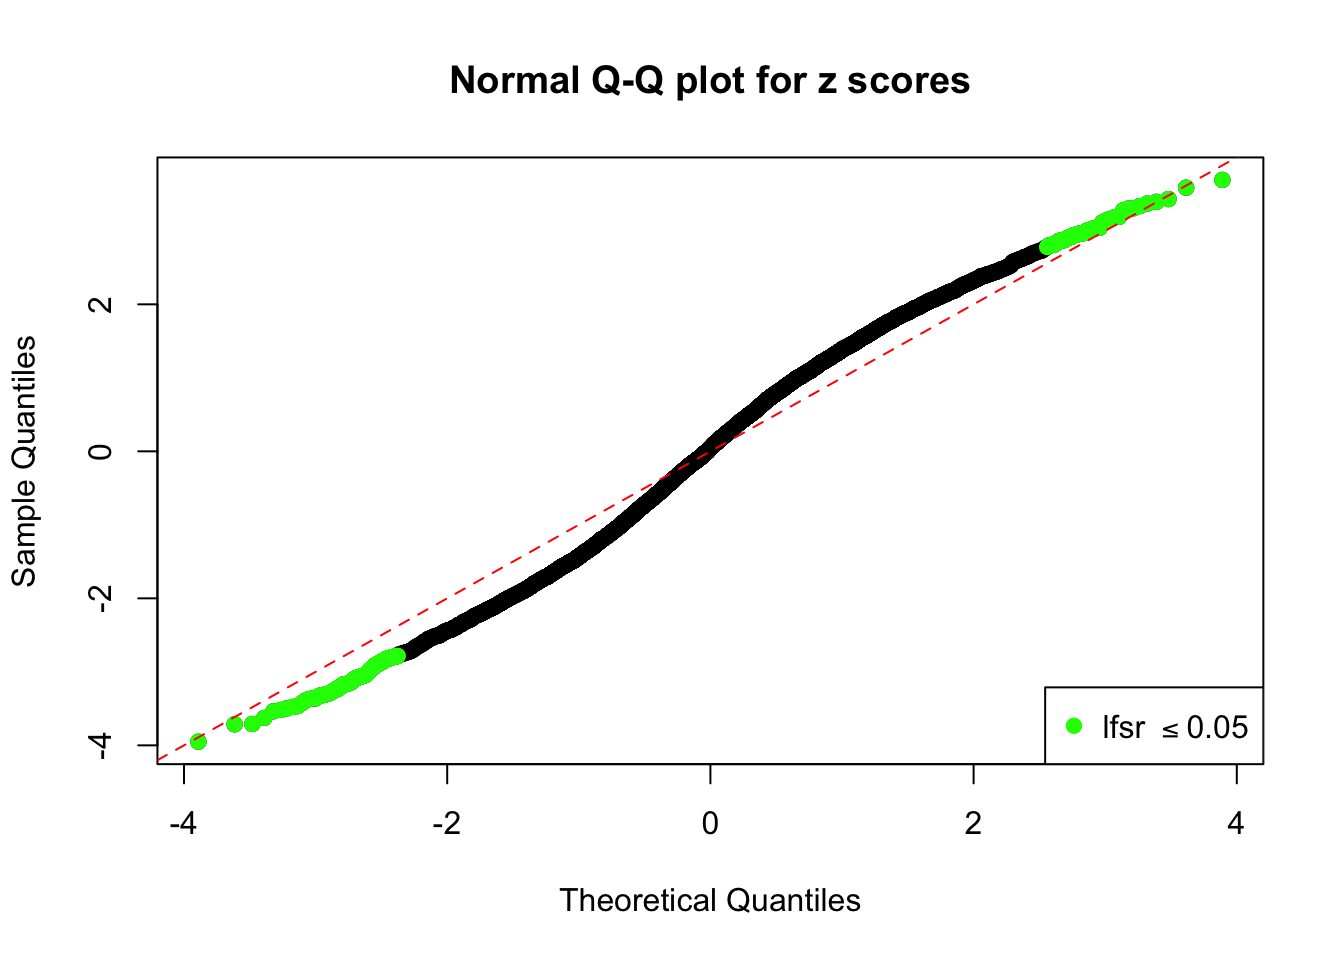 Normal Q-Q plot for z scores
Sample Quantiles
2
0
-2
-4
lfsr ≤ 0.05
-4 -2 0 2 4
Theoretical Quantiles